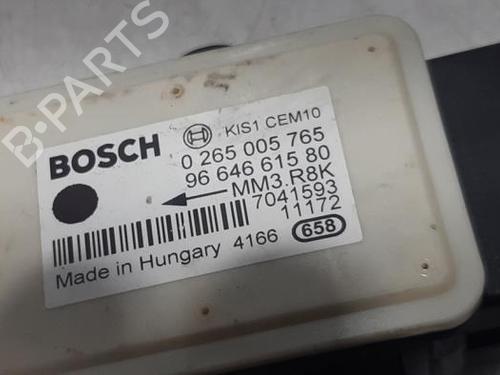 B-PARTS
BOSCH
KIS1 CEM10
0 265 005 765
96 646 615 80
MM3.R8K
7041593
11172
Made in Hungary 4166 658